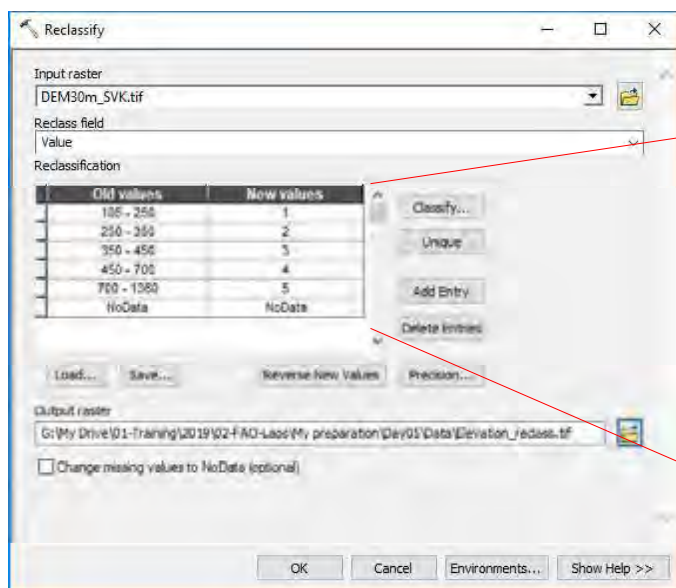 Reclassify
Input raster
DEM30m_SVK.tif
Reclass field
Value
Reclassification
Old values New values
105 - 250 1
250 - 350 2
350 - 450 3
450 - 700 4
700 - 1380 5
NoData NoData
Classify...
Unique
Add Entry
Delete Entries
Load... Save... Reverse New Values Precision...
Output raster
G:\My Drive\01-Training\2019\02-FAO-Laos\My preparation\Day05\Data\Elevation_reclass.tif
Change missing values to NoData (optional)
OK Cancel Environments... Show Help >>